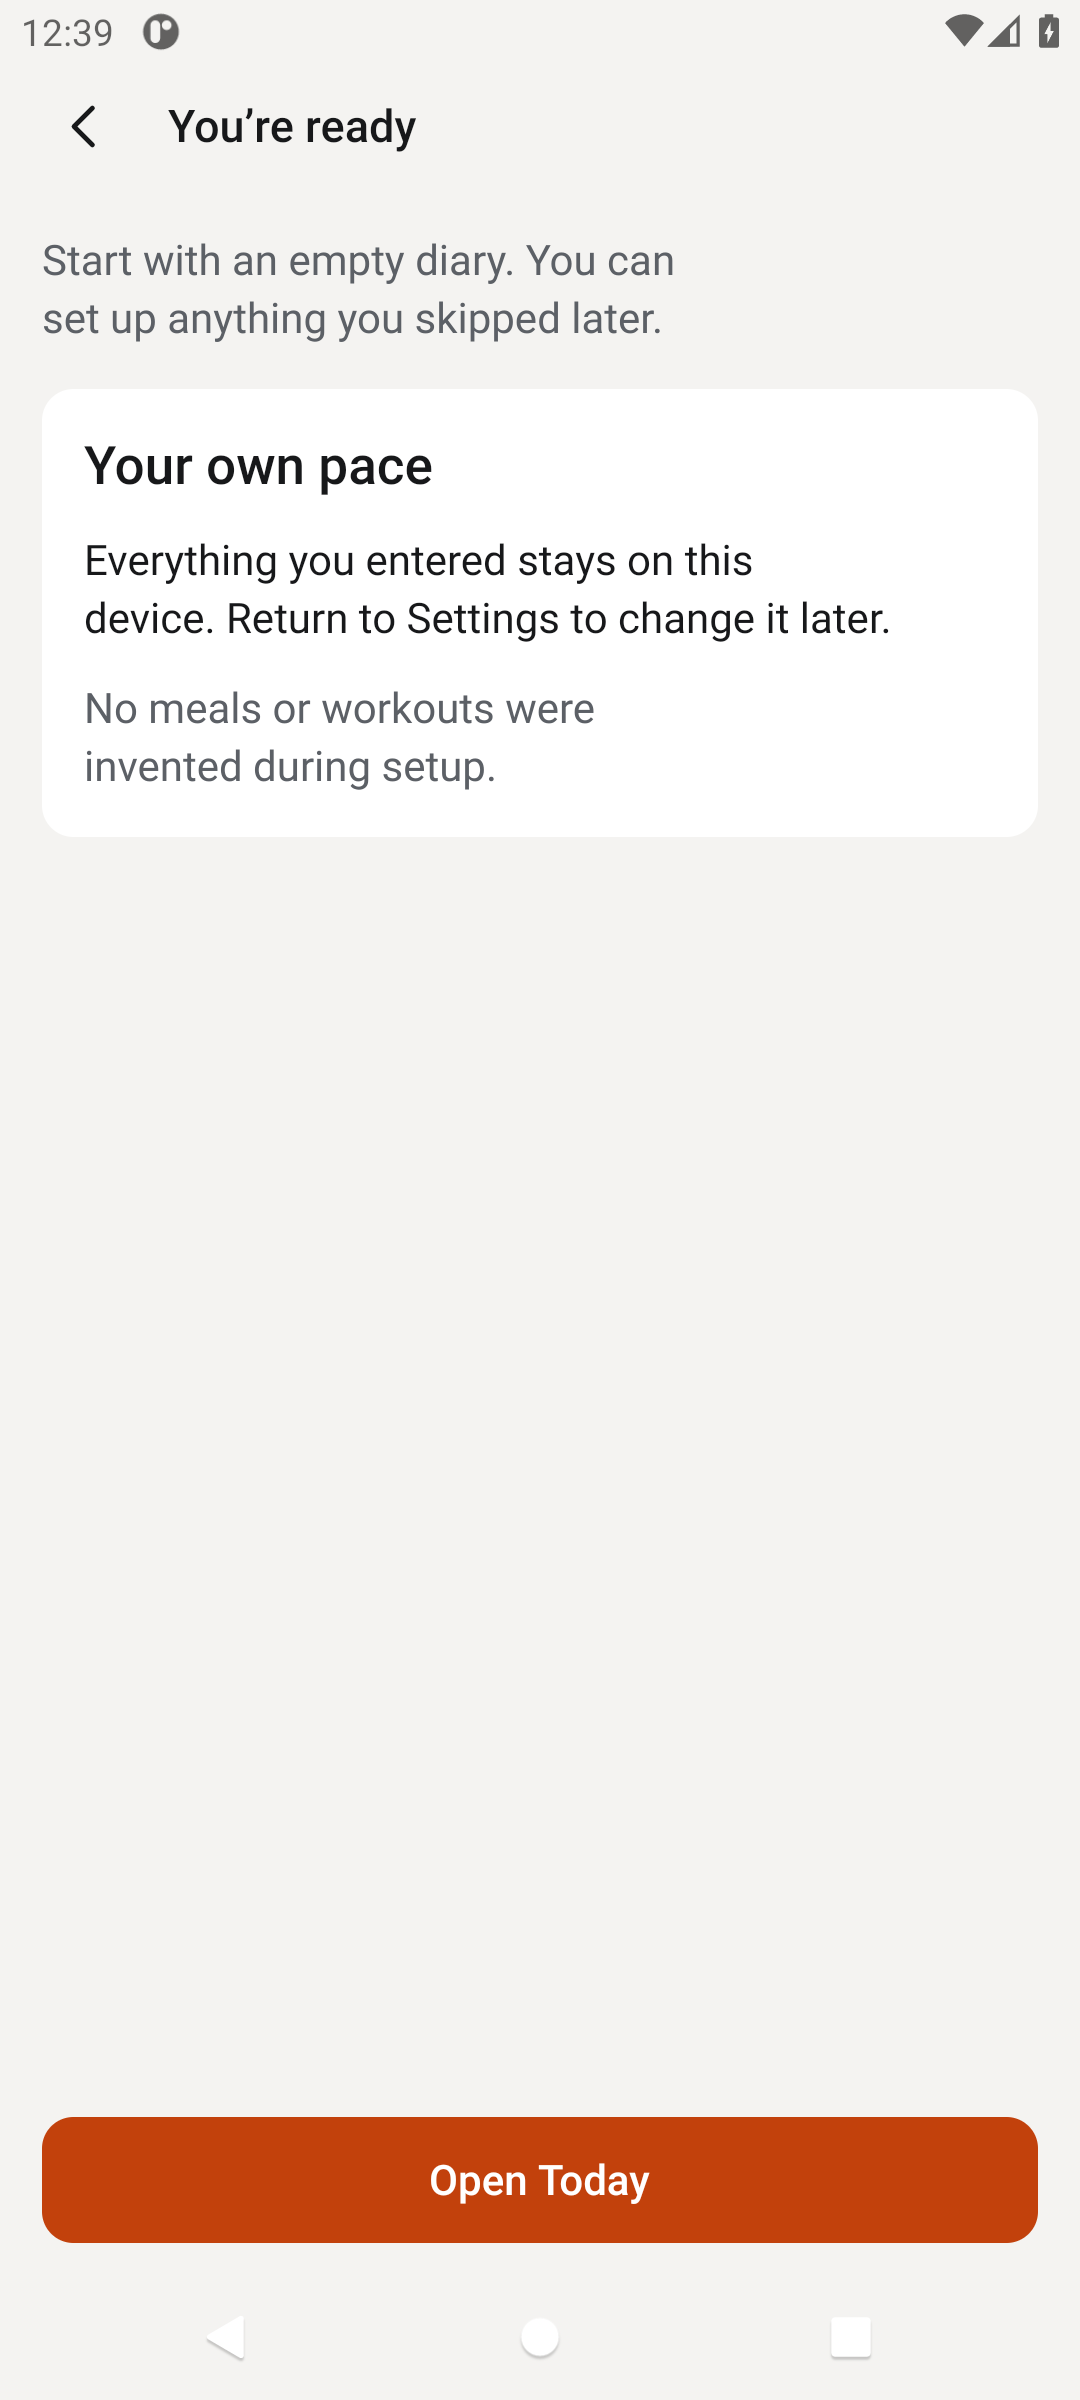 12:39
You’re ready
Start with an empty diary. You can
set up anything you skipped later.
Your own pace
Everything you entered stays on this
device. Return to Settings to change it later.
No meals or workouts were
invented during setup.
Open Today